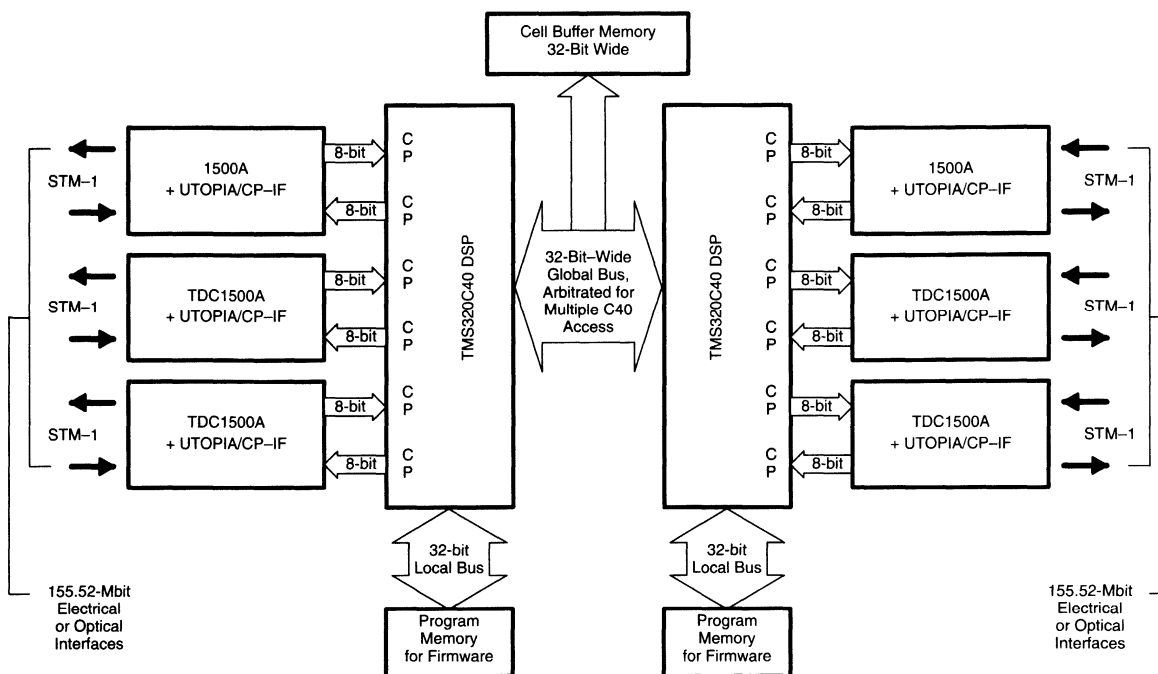 Cell Buffer Memory
32-Bit Wide
STM–1
1500A
+ UTOPIA/CP–IF
8-bit
8-bit
C
P
C
P
STM–1
TDC1500A
+ UTOPIA/CP–IF
8-bit
8-bit
C
P
C
P
STM–1
TDC1500A
+ UTOPIA/CP–IF
8-bit
8-bit
C
P
C
P
TMS320C40 DSP
32-Bit–Wide
Global Bus,
Arbitrated for
Multiple C40
Access
TMS320C40 DSP
C
P
C
P
8-bit
8-bit
1500A
+ UTOPIA/CP–IF
STM–1
C
P
C
P
8-bit
8-bit
TDC1500A
+ UTOPIA/CP–IF
STM–1
C
P
C
P
8-bit
8-bit
TDC1500A
+ UTOPIA/CP–IF
STM–1
32-bit
Local Bus
32-bit
Local Bus
155.52-Mbit
Electrical
or Optical
Interfaces
Program
Memory
for Firmware
Program
Memory
for Firmware
155.52-Mbit
Electrical
or Optical
Interfaces